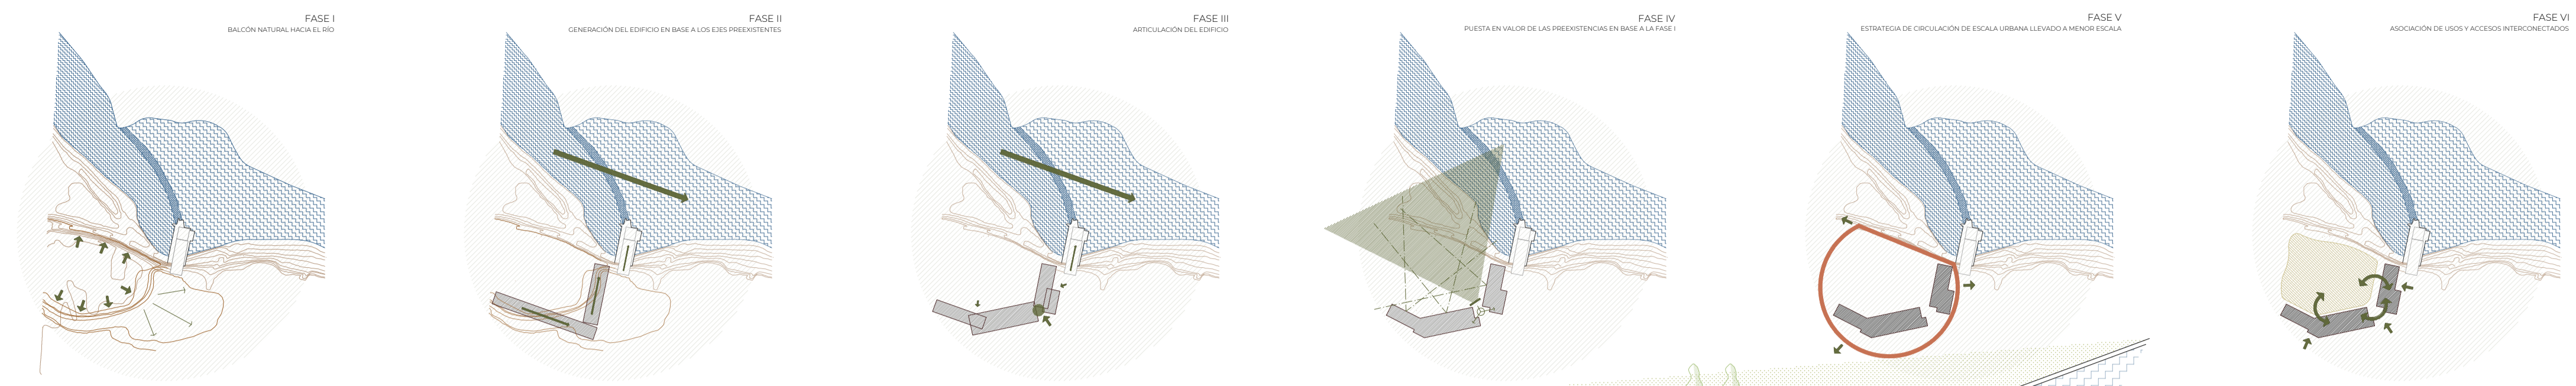 FASE I
BALCÓN NATURAL HACIA EL RÍO
FASE II
GENERACIÓN DEL EDIFICIO EN BASE A LOS EJES PREEXISTENTES
FASE III
ARTICULACIÓN DEL EDIFICIO
FASE IV
PUESTA EN VALOR DE LAS PREEXISTENCIAS EN BASE A LA FASE I
FASE V
ESTRATEGIA DE CIRCULACIÓN DE ESCALA URBANA LLEVADO A MENOR ESCALA
FASE VI
ASOCIACIÓN DE USOS Y ACCESOS INTERCONECTADOS